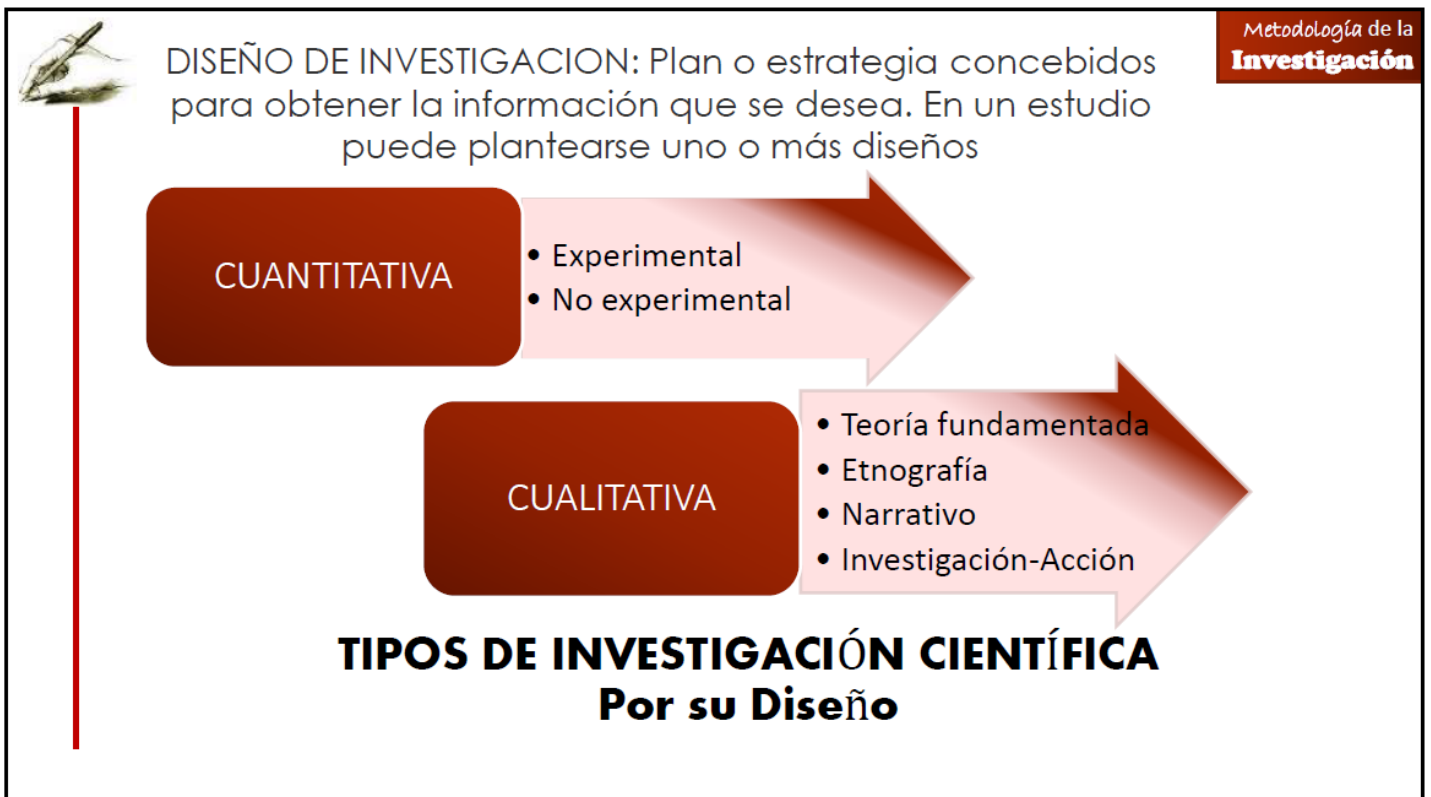 Metodología de la
Investigación
DISEÑO DE INVESTIGACION: Plan o estrategia concebidos
para obtener la información que se desea. En un estudio
puede plantearse uno o más diseños
CUANTITATIVA
• Experimental
• No experimental
CUALITATIVA
• Teoría fundamentada
• Etnografía
• Narrativo
• Investigación-Acción
TIPOS DE INVESTIGACIÓN CIENTÍFICA
Por su Diseño